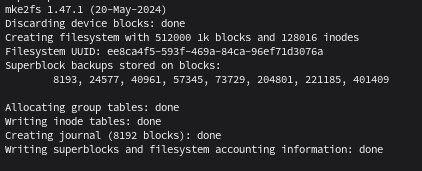 mke2fs 1.47.1 (20-May-2024)
Discarding device blocks: done
Creating filesystem with 512000 1k blocks and 128016 inodes
Filesystem UUID: ee8ca4f5-593f-469a-84ca-96ef71d3076a
Superblock backups stored on blocks:
8193, 24577, 40961, 57345, 73729, 204801, 221185, 401409
Allocating group tables: done
Writing inode tables: done
Creating journal (8192 blocks): done
Writing superblocks and filesystem accounting information: done